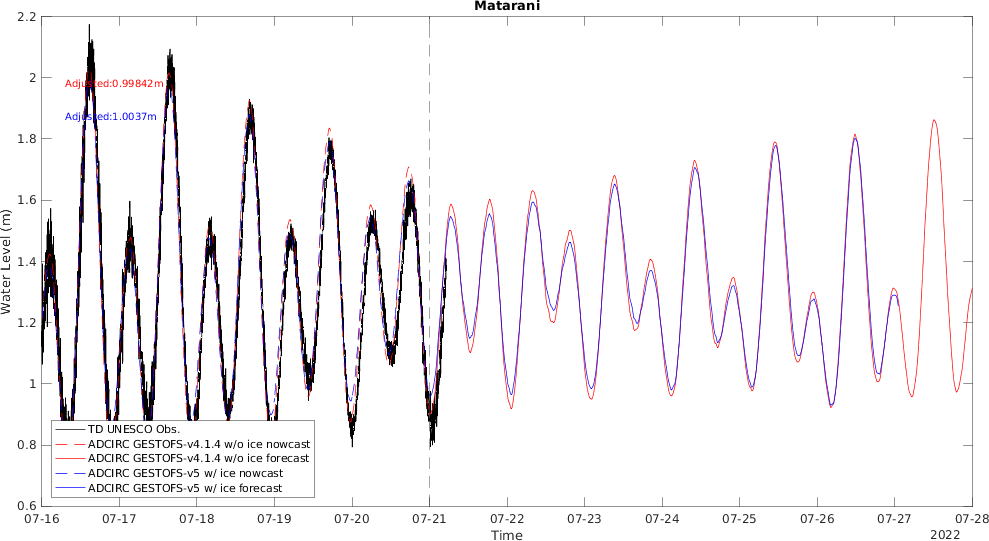 Matarani
2.2
2
1.8
1.6
1.4
1.2
1
0.8
0.6
Water Level (m)
Adjusted:0.99842m
Adjusted:1.0037m
TD UNESCO Obs.
ADCIRC GESTOFS-v4.1.4 w/o ice nowcast
ADCIRC GESTOFS-v4.1.4 w/o ice forecast
ADCIRC GESTOFS-v5 w/ ice nowcast
ADCIRC GESTOFS-v5 w/ ice forecast
07-16 07-17 07-18 07-19 07-20 07-21 07-22 07-23 07-24 07-25 07-26 07-27 07-28
Time
2022